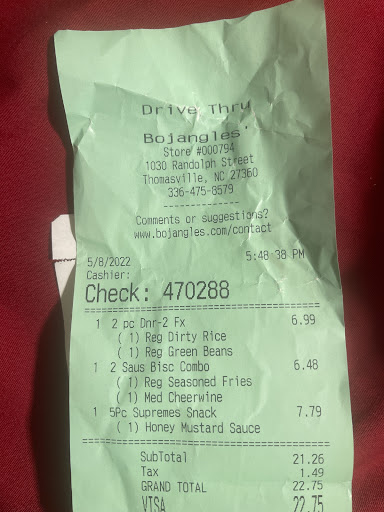 Drive Thru
Bojangles'
Store #000794
1030 Randolph Street
Thomasville, NC 27360
336-475-8579
--------------
Comments or suggestions?
www.bojangles.com/contact
5/8/2022 5:48:38 PM
Cashier:
Check: 470288
========================================
1 2 pc Dnr-2 Fx 6.99
( 1) Reg Dirty Rice
( 1) Reg Green Beans
1 2 Saus Bisc Combo 6.48
( 1) Reg Seasoned Fries
( 1) Med Cheerwine
1 5Pc Supremes Snack 7.79
( 1) Honey Mustard Sauce
========================================
SubTotal 21.26
Tax 1.49
GRAND TOTAL 22.75
VISA 22.75